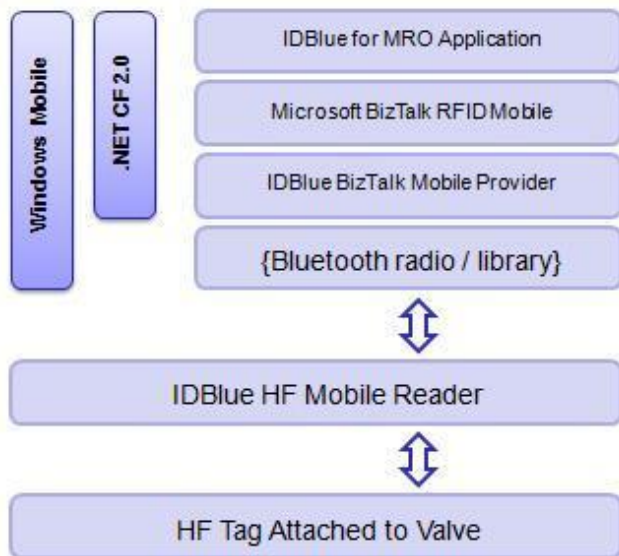 Windows Mobile
.NET CF 2.0
IDBlue for MRO Application
Microsoft BizTalk RFID Mobile
IDBlue BizTalk Mobile Provider
{Bluetooth radio / library}
IDBlue HF Mobile Reader
HF Tag Attached to Valve